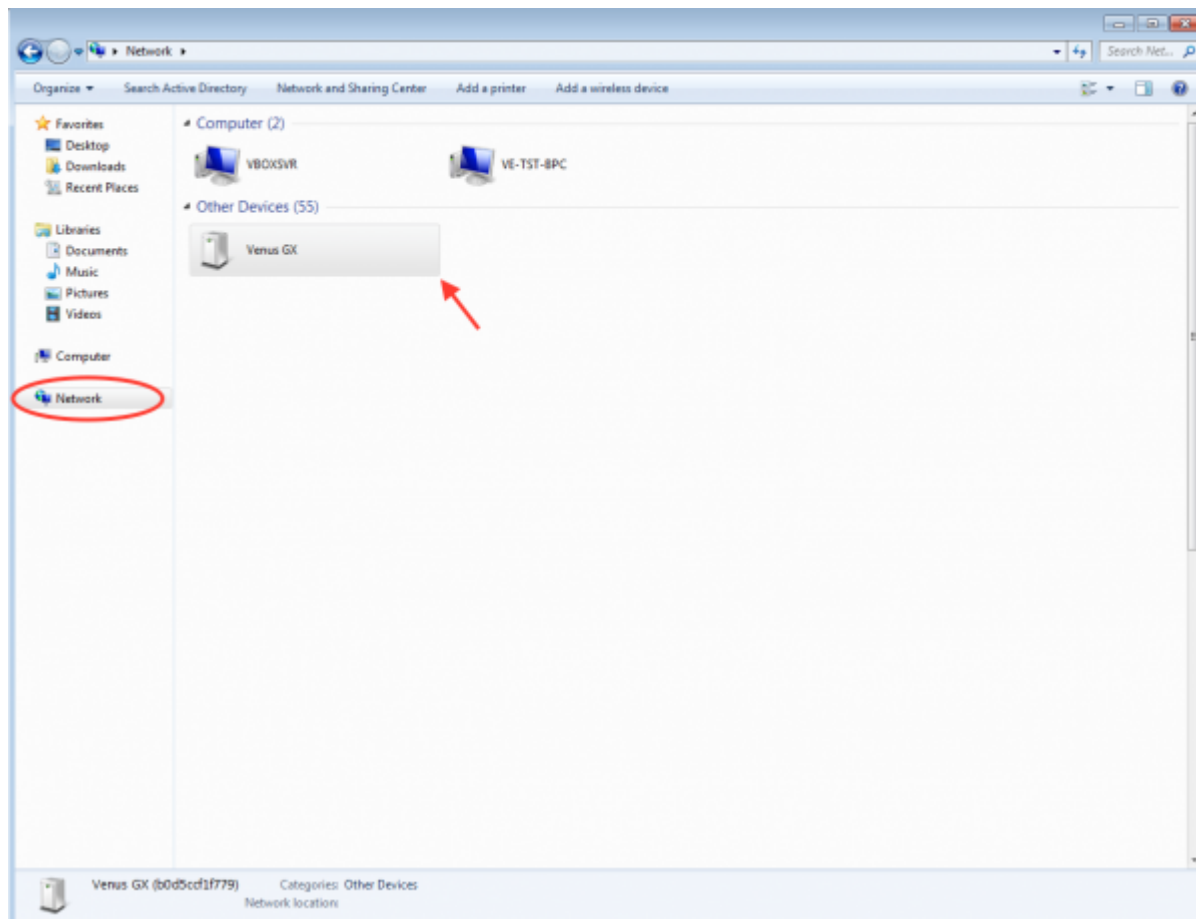 Network
Search Net...
Organize
Search Active Directory
Network and Sharing Center
Add a printer
Add a wireless device
Favorites
Desktop
Downloads
Recent Places
Libraries
Documents
Music
Pictures
Videos
Computer
Network
Computer (2)
VBOXSVR
VE-TST-BPC
Other Devices (55)
Venus GX
Venus GX (b0d5ccf1f779)
Categories: Other Devices
Network location: